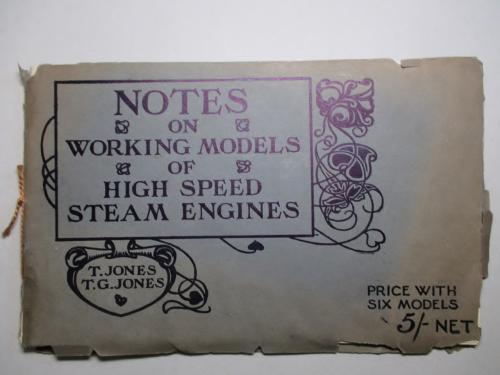 NOTES
ON
WORKING MODELS
OF
HIGH SPEED
STEAM ENGINES
T. JONES
T. G. JONES
PRICE WITH
SIX MODELS
5/- NET